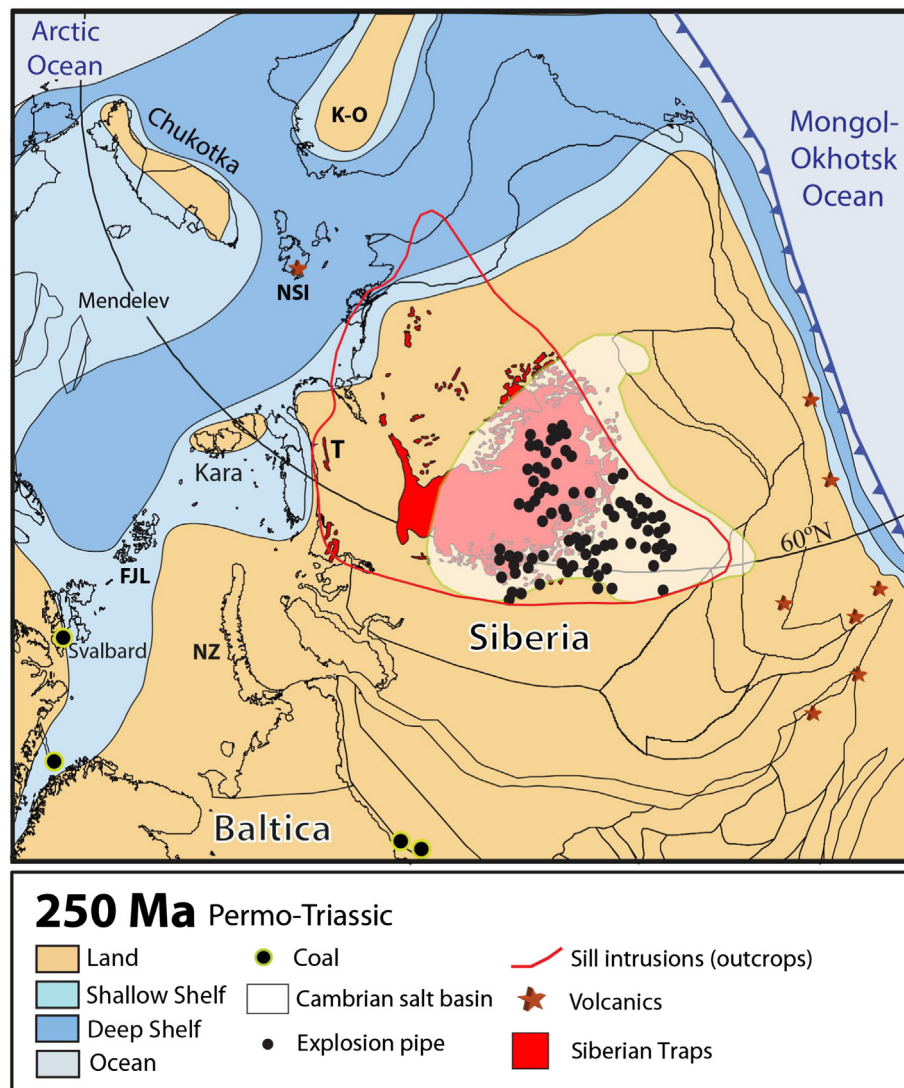 Arctic
Ocean
Chukotka
K-O
Mongol-
Okhotsk
Ocean
Mendelev
NSI
Kara
T
60ºN
FJL
Svalbard
NZ
Siberia
Baltica
250 Ma Permo-Triassic
Land
Coal
Sill intrusions (outcrops)
Shallow Shelf
Cambrian salt basin
Volcanics
Deep Shelf
Explosion pipe
Siberian Traps
Ocean